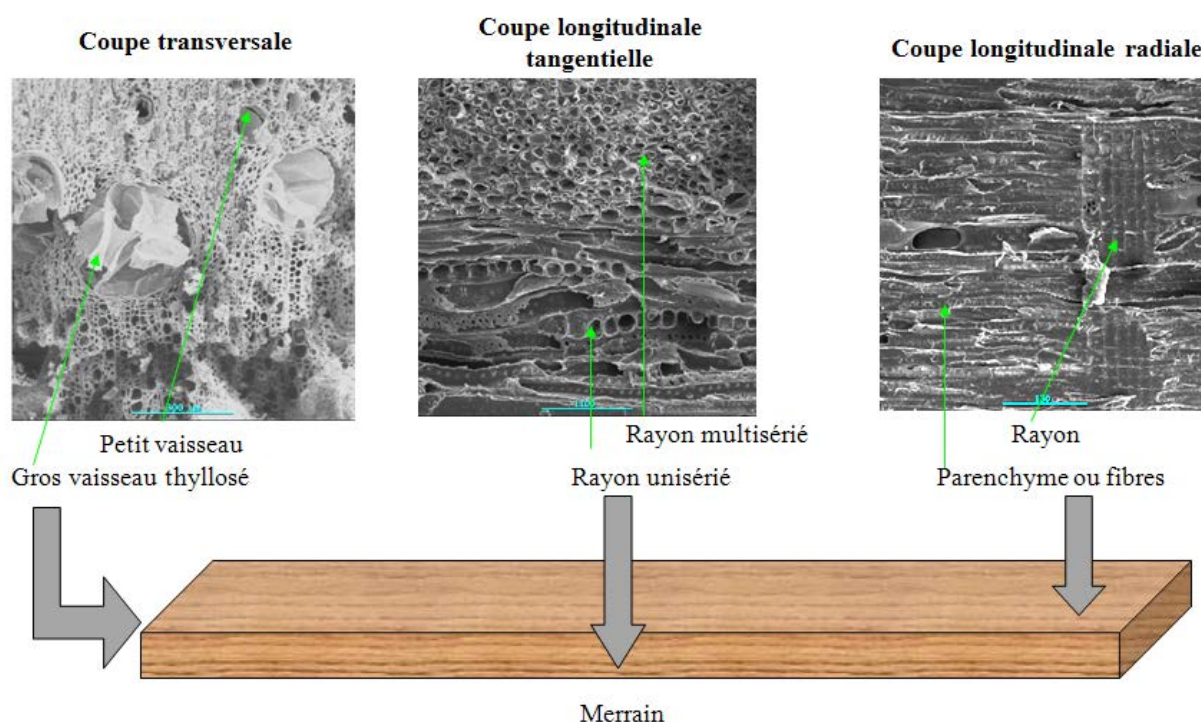 Coupe transversale
Coupe longitudinale
tangentielle
Coupe longitudinale radiale
Petit vaisseau
Gros vaisseau thyllosé
Rayon multisérié
Rayon unisérié
Rayon
Parenchyme ou fibres
Merrain